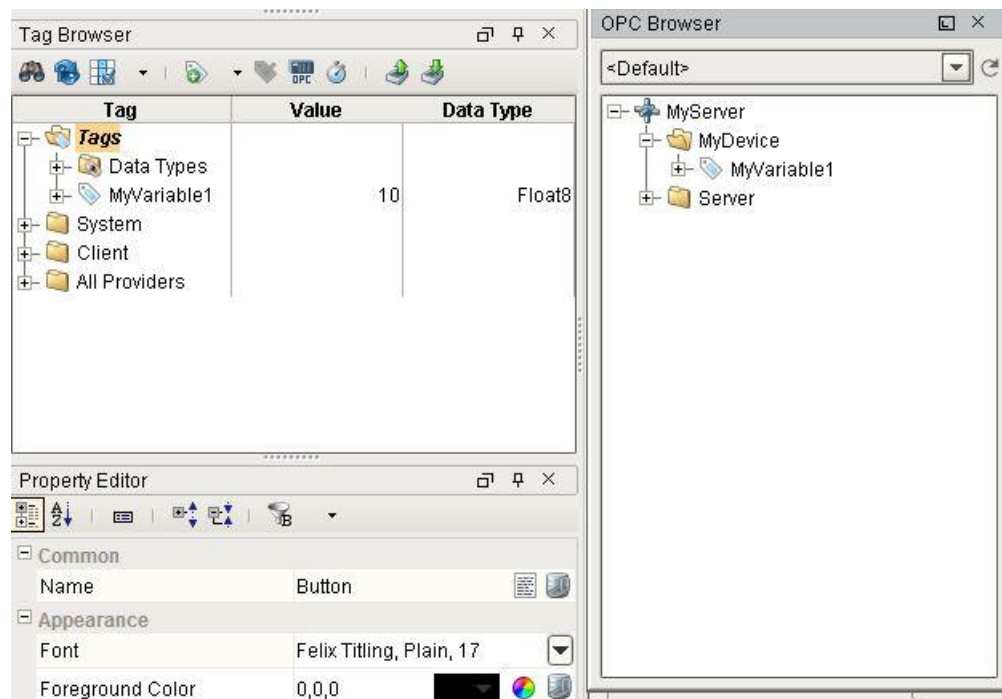 Tag Browser
OPC
Tag Value Data Type
Tags
Data Types
MyVariable1 10 Float8
System
Client
All Providers
Property Editor
A
Z
B
Common
Name Button
Appearance
Font Felix Titling, Plain, 17
Foreground Color 0,0,0
OPC Browser
<Default>
MyServer
MyDevice
MyVariable1
Server